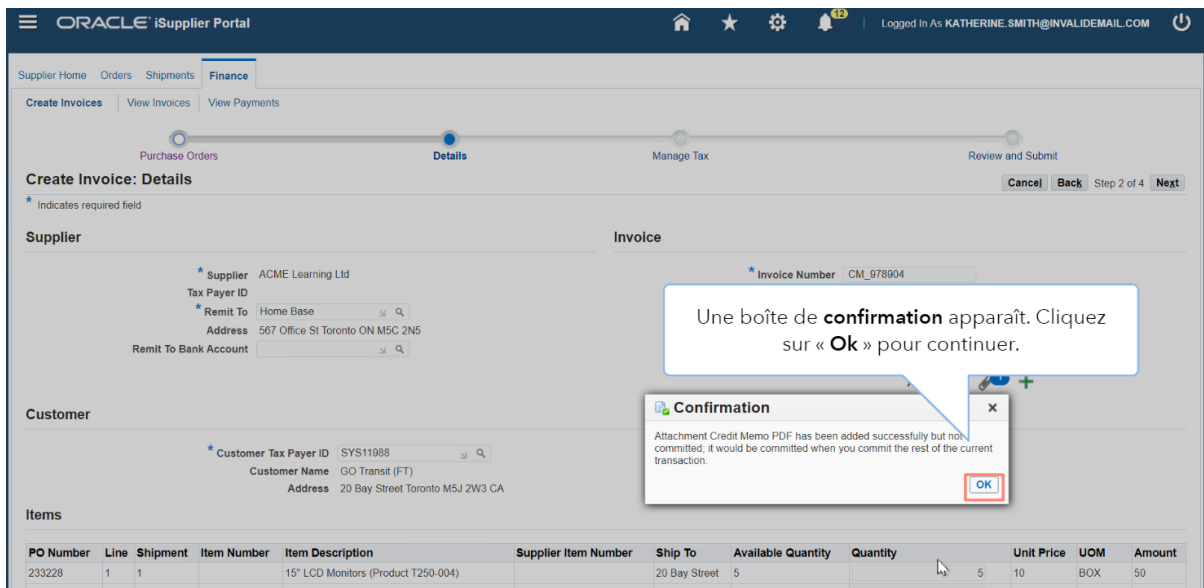 ORACLE iSupplier Portal
12
Logged In As KATHERINE.SMITH@INVALIDEMAIL.COM
Supplier Home Orders Shipments Finance
Create Invoices View Invoices View Payments
Purchase Orders Details Manage Tax Review and Submit
Create Invoice: Details
Cancel Back Step 2 of 4 Next
* Indicates required field
Supplier
Invoice
* Supplier ACME Learning Ltd
* Invoice Number CM_978904
Tax Payer ID
* Remit To Home Base
Address 567 Office St Toronto ON M5C 2N5
Remit To Bank Account
Une boîte de confirmation apparaît. Cliquez
sur « Ok » pour continuer.
Customer
Confirmation
Attachment Credit Memo PDF has been added successfully but not
committed; it would be committed when you commit the rest of the current
transaction.
OK
* Customer Tax Payer ID SYS11988
Customer Name GO Transit (FT)
Address 20 Bay Street Toronto M5J 2W3 CA
Items
PO Number Line Shipment Item Number Item Description Supplier Item Number Ship To Available Quantity Quantity Unit Price UOM Amount
233228 1 1 15" LCD Monitors (Product T250-004) 20 Bay Street 5 5 10 BOX 50